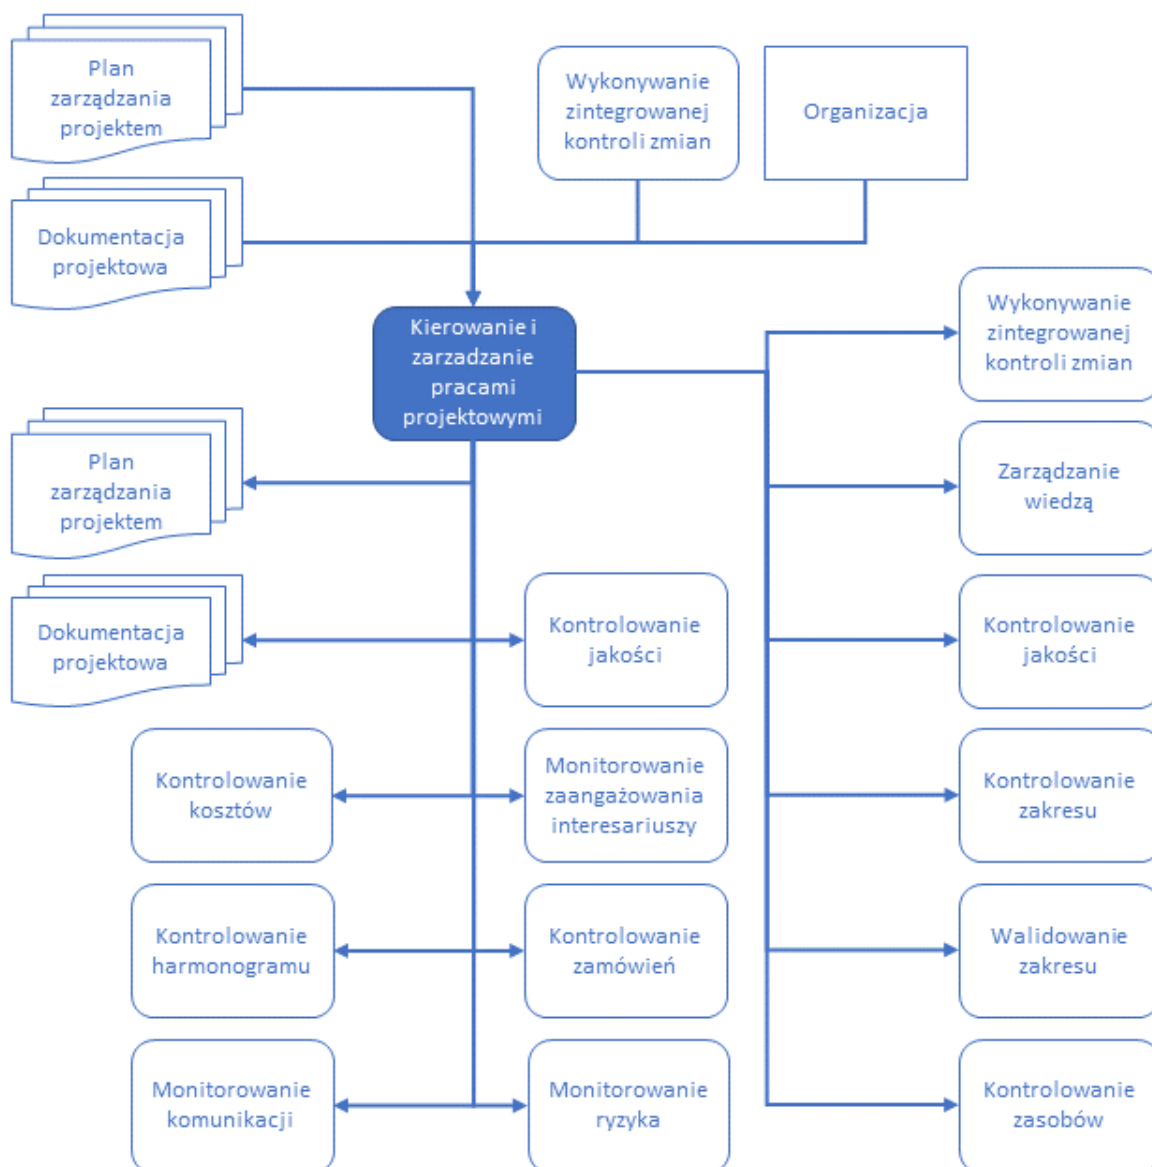 Plan
zarządzania
projektem
Wykonywanie
zintegrowanej
kontroli zmian
Organizacja
Dokumentacja
projektowa
Kierowanie i
zarzadzanie
pracami
projektowymi
Wykonywanie
zintegrowanej
kontroli zmian
Plan
zarządzania
projektem
Zarządzanie
wiedzą
Dokumentacja
projektowa
Kontrolowanie
jakości
Kontrolowanie
jakości
Kontrolowanie
kosztów
Monitorowanie
zaangażowania
interesariuszy
Kontrolowanie
zakresu
Kontrolowanie
harmonogramu
Kontrolowanie
zamówień
Walidowanie
zakresu
Monitorowanie
komunikacji
Monitorowanie
ryzyka
Kontrolowanie
zasobów